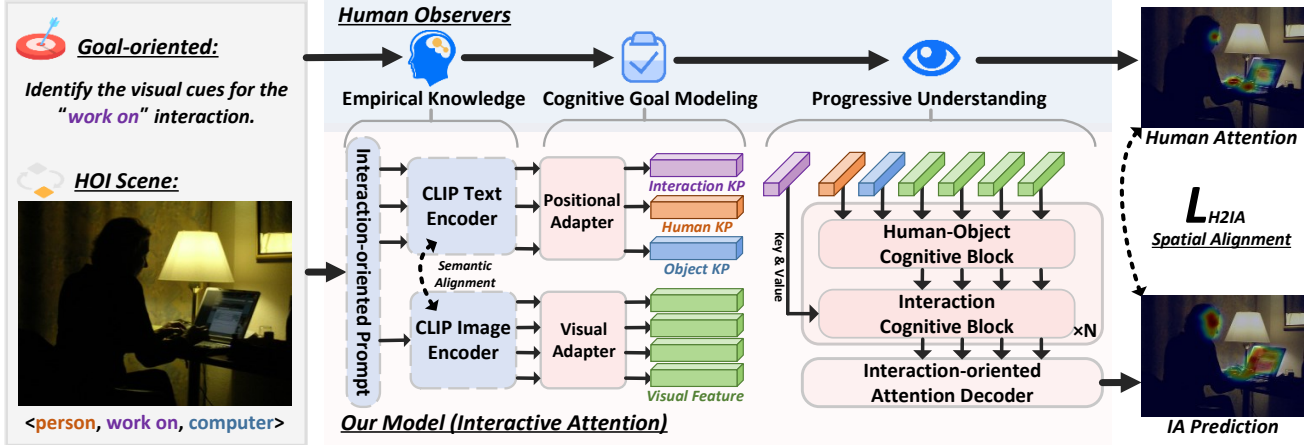 Goal-oriented:
Identify the visual cues for the
"work on" interaction.
HOI Scene:
<person, work on, computer>
Human Observers
Empirical Knowledge
Cognitive Goal Modeling
Progressive Understanding
Interaction-oriented Prompt
CLIP Text
Encoder
Semantic
Alignment
CLIP Image
Encoder
Positional
Adapter
Visual
Adapter
Interaction KP
Human KP
Object KP
Visual Feature
Key & Value
Human-Object
Cognitive Block
Interaction
Cognitive Block
×N
Interaction-oriented
Attention Decoder
Our Model (Interactive Attention)
Human Attention
LH2IA
Spatial Alignment
IA Prediction